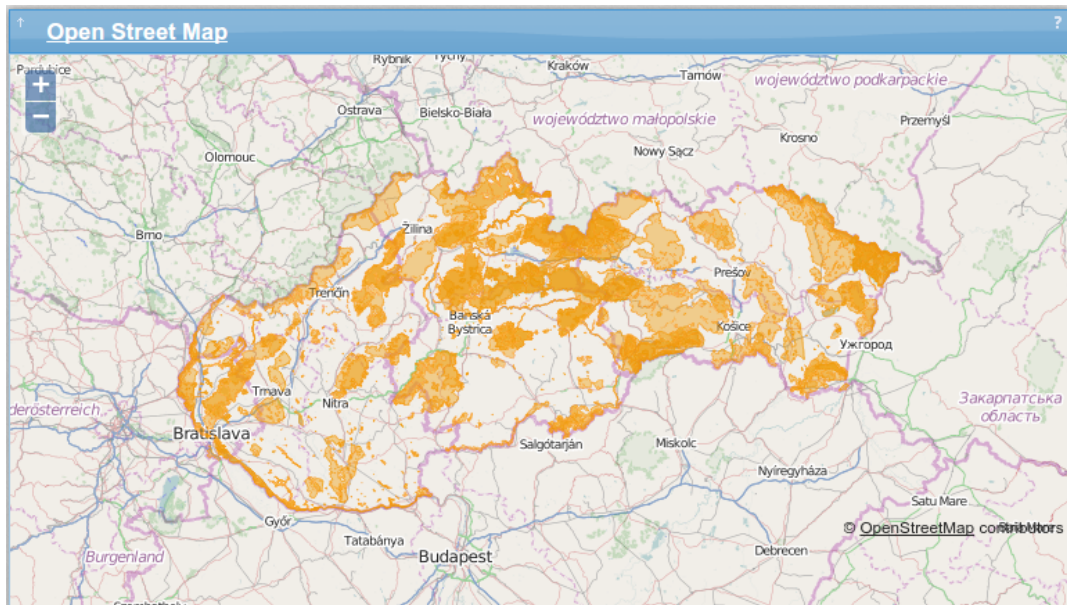 ↑
Open Street Map
?
+
−
Pardubice
Rybnik
Tychy
Kraków
Tarnów
województwo podkarpackie
Ostrava
Bielsko-Biała
województwo małopolskie
Przemyśl
Krosno
Nowy Sącz
Olomouc
Brno
Žilina
Prešov
Trenčín
Banská
Bystrica
Košice
Ужгород
Trnava
Nitra
derösterreich
Закарпатська
область
Bratislava
Salgótarján
Miskolc
Nyíregyháza
Satu Mare
Győr
© OpenStreetMap contributors
Tatabánya
Debrecen
Burgenland
Budapest